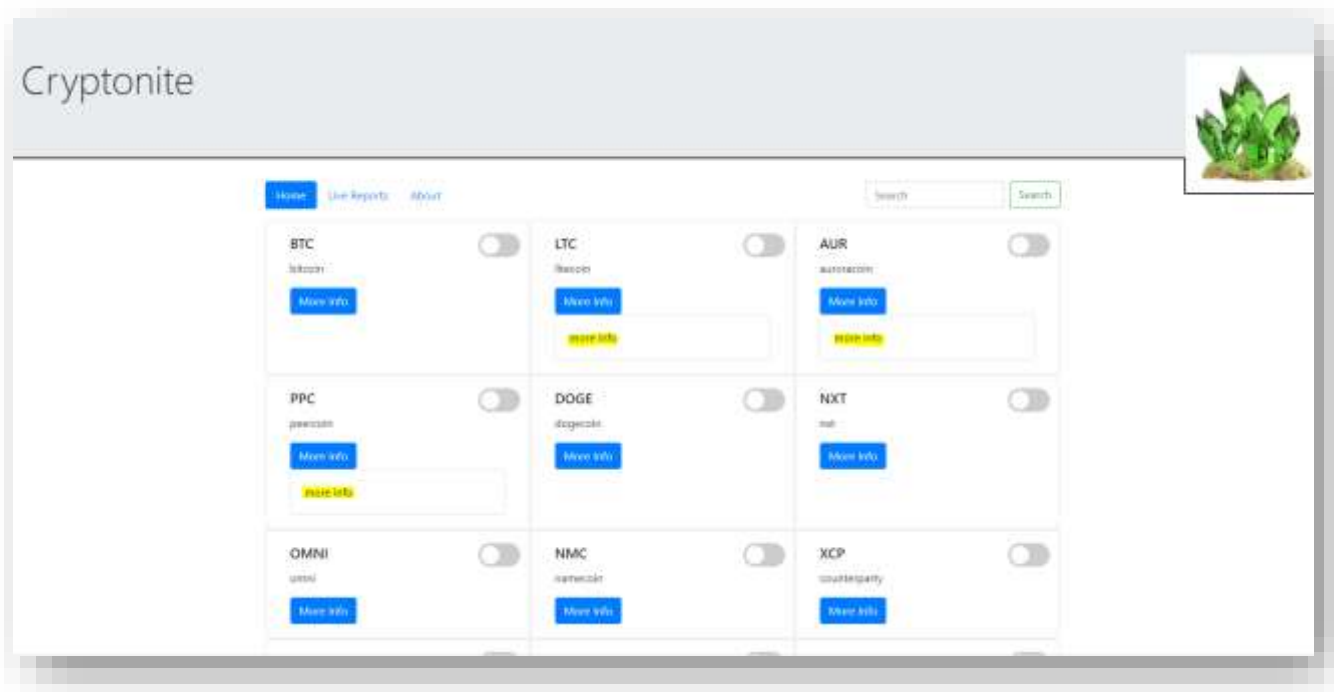 Cryptonite
Home Live Reports About Search Search
BTC LTC AUR
bitcoin litecoin auroracoin
More Info More Info More Info
more info more info
PPC DOGE NXT
peercoin dogecoin nxt
More Info More Info More Info
more info
OMNI NMC XCP
omni namecoin counterparty
More Info More Info More Info